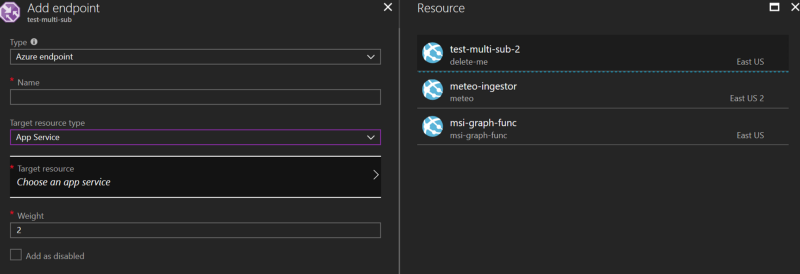 Add endpoint
test-multi-sub
Type
Azure endpoint
* Name
Target resource type
App Service
* Target resource
Choose an app service
* Weight
2
Add as disabled
Resource
test-multi-sub-2
delete-me
East US
meteo-ingestor
meteo
East US 2
msi-graph-func
msi-graph-func
East US